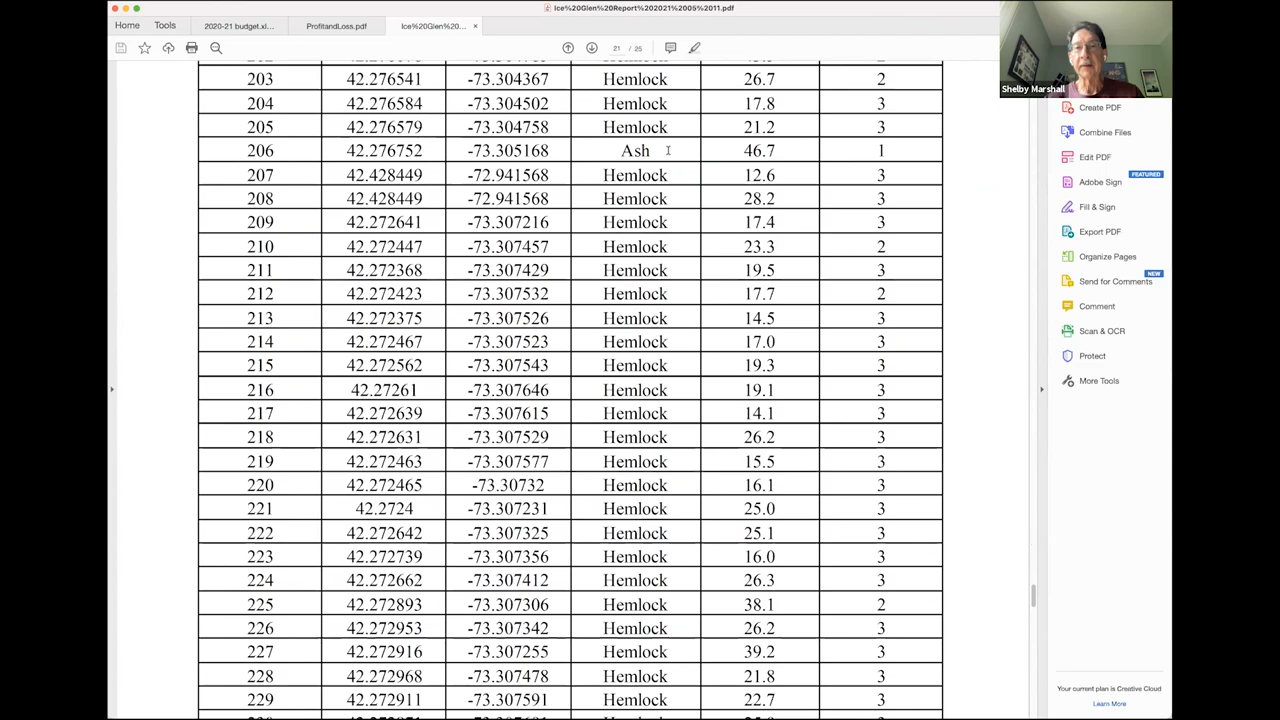 Ice%20Glen%20Report%202021%2005%2011.pdf
Home Tools 2020-21 budget.xl... ProfitandLoss.pdf Ice%20Glen%20... ×
21 / 25
Shelby Marshall
203 42.276541 -73.304367 Hemlock 26.7 2
204 42.276584 -73.304502 Hemlock 17.8 3
205 42.276579 -73.304758 Hemlock 21.2 3
206 42.276752 -73.305168 Ash 46.7 1
207 42.428449 -72.941568 Hemlock 12.6 3
208 42.428449 -72.941568 Hemlock 28.2 3
209 42.272641 -73.307216 Hemlock 17.4 3
210 42.272447 -73.307457 Hemlock 23.3 2
211 42.272368 -73.307429 Hemlock 19.5 3
212 42.272423 -73.307532 Hemlock 17.7 2
213 42.272375 -73.307526 Hemlock 14.5 3
214 42.272467 -73.307523 Hemlock 17.0 3
215 42.272562 -73.307543 Hemlock 19.3 3
216 42.27261 -73.307646 Hemlock 19.1 3
217 42.272639 -73.307615 Hemlock 14.1 3
218 42.272631 -73.307529 Hemlock 26.2 3
219 42.272463 -73.307577 Hemlock 15.5 3
220 42.272465 -73.30732 Hemlock 16.1 3
221 42.2724 -73.307231 Hemlock 25.0 3
222 42.272642 -73.307325 Hemlock 25.1 3
223 42.272739 -73.307356 Hemlock 16.0 3
224 42.272662 -73.307412 Hemlock 26.3 3
225 42.272893 -73.307306 Hemlock 38.1 2
226 42.272953 -73.307342 Hemlock 26.2 3
227 42.272916 -73.307255 Hemlock 39.2 3
228 42.272968 -73.307478 Hemlock 21.8 3
229 42.272911 -73.307591 Hemlock 22.7 3
Create PDF
Combine Files
Edit PDF
FEATURED
Adobe Sign
Fill & Sign
Export PDF
Organize Pages
NEW
Send for Comments
Comment
Scan & OCR
Protect
More Tools
Your current plan is Creative Cloud
Learn More